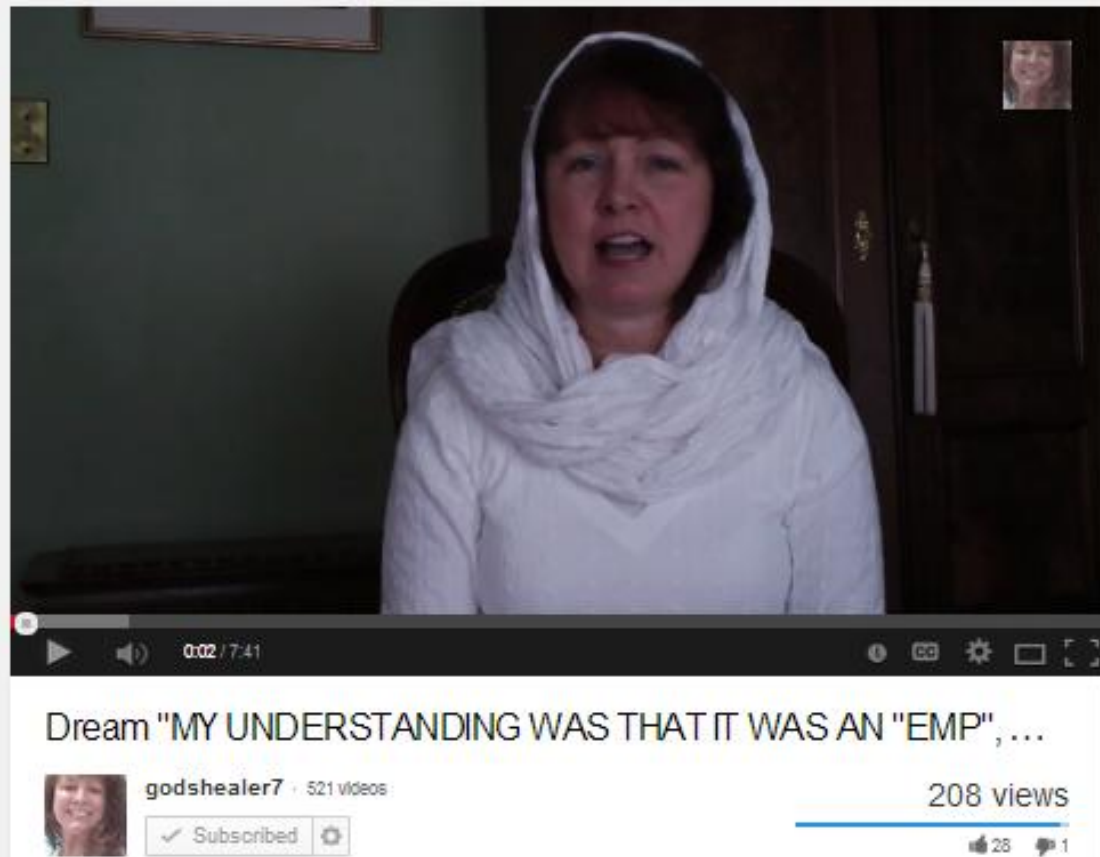 0:02 / 7:41
CC
Dream "MY UNDERSTANDING WAS THAT IT WAS AN "EMP", ...
godshealer7 · 521 videos
208 views
Subscribed
28 1